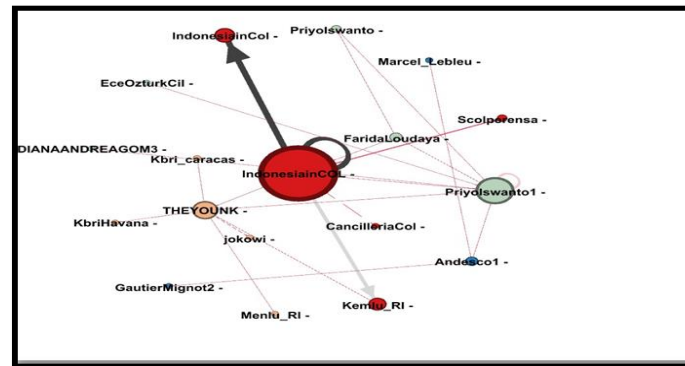 PriyoIswanto -
IndonesiainCol -
Marcel_Lebleu -
EceOzturkCil -
Scolperensa -
FaridaLoudaya -
DIANAANDREAGOM3 -
Kbri_caracas -
IndonesiainCOL -
PriyoIswanto1 -
THEYOUNK -
KbriHavana -
CancilleriaCol -
jokowi -
Andesco1 -
GautierMignot2 -
Kemlu_RI -
Menlu_RI -